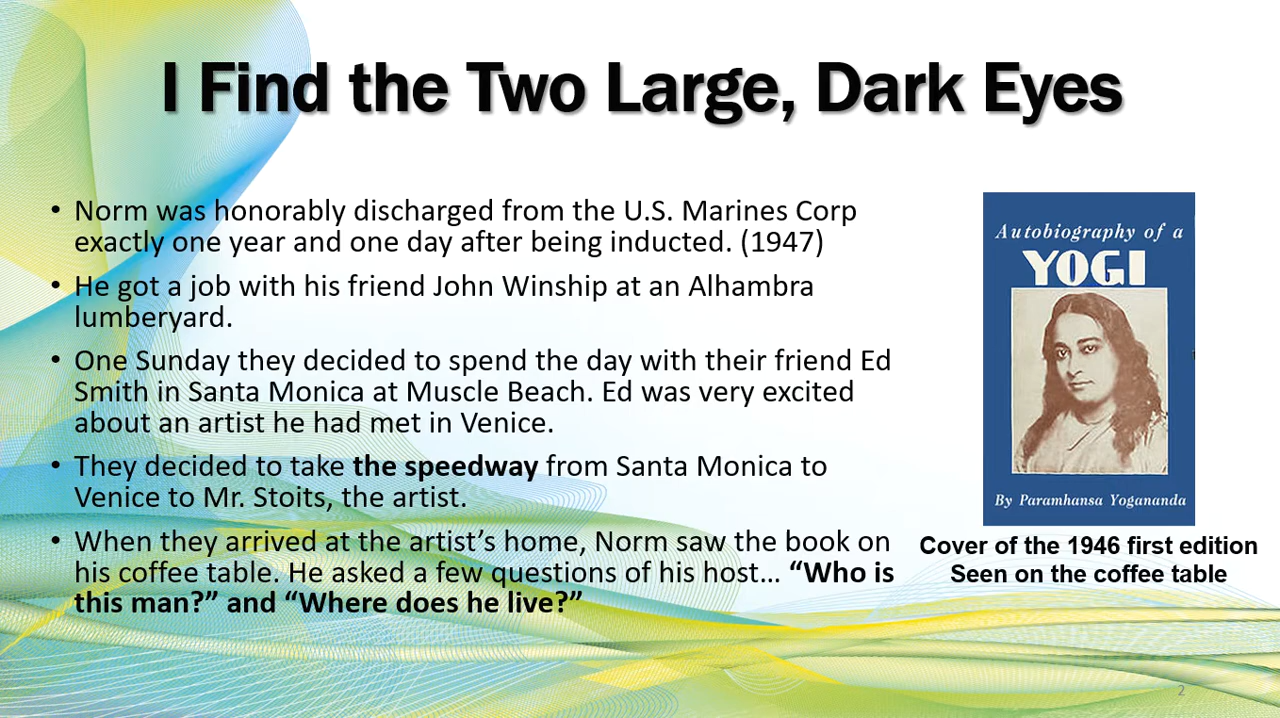 I Find the Two Large, Dark Eyes
• Norm was honorably discharged from the U.S. Marines Corp
exactly one year and one day after being inducted. (1947)
• He got a job with his friend John Winship at an Alhambra
lumberyard.
• One Sunday they decided to spend the day with their friend Ed
Smith in Santa Monica at Muscle Beach. Ed was very excited
about an artist he had met in Venice.
• They decided to take the speedway from Santa Monica to
Venice to Mr. Stoits, the artist.
• When they arrived at the artist’s home, Norm saw the book on
his coffee table. He asked a few questions of his host… “Who is
this man?” and “Where does he live?”
Autobiography of a
YOGI
By Paramhansa Yogananda
Cover of the 1946 first edition
Seen on the coffee table
2